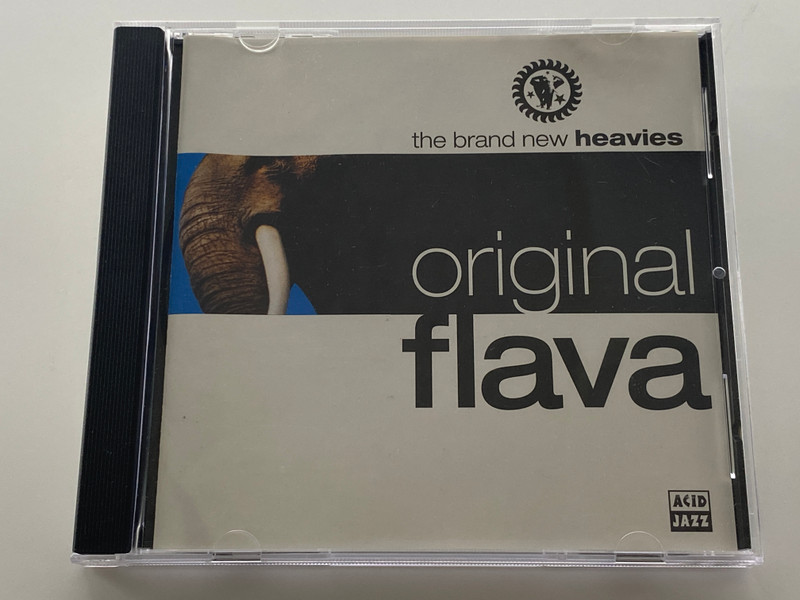 the brand new heavies
original
flava
ACiD
JAZZ